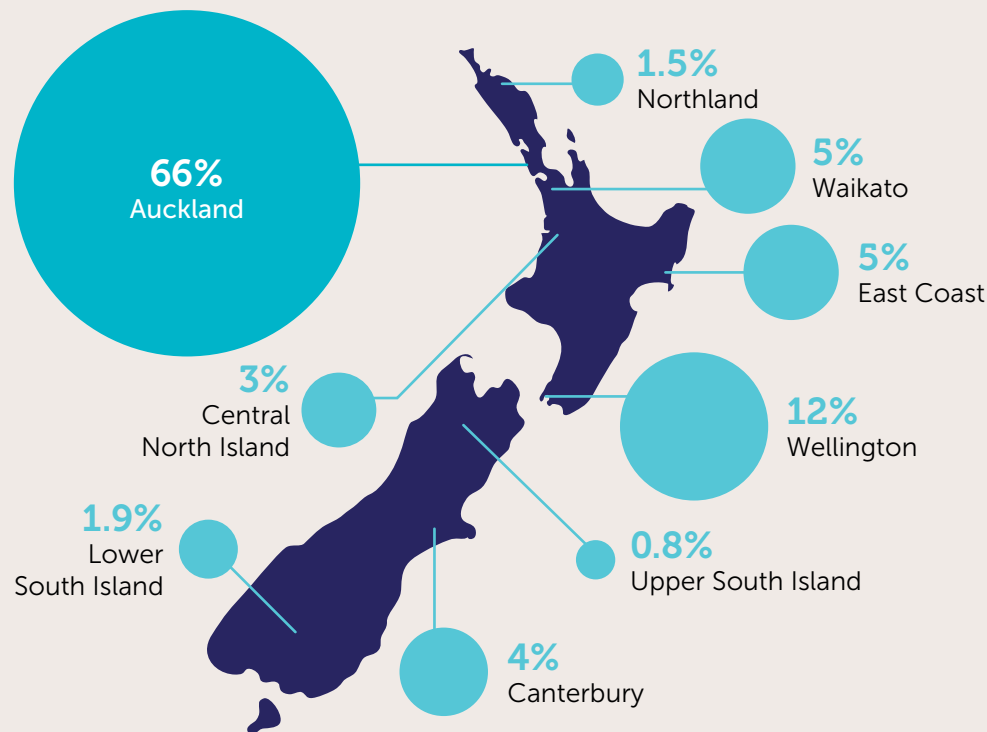 1.5%
Northland
66%
Auckland
5%
Waikato
5%
East Coast
3%
Central
North Island
12%
Wellington
1.9%
Lower
South Island
0.8%
Upper South Island
4%
Canterbury